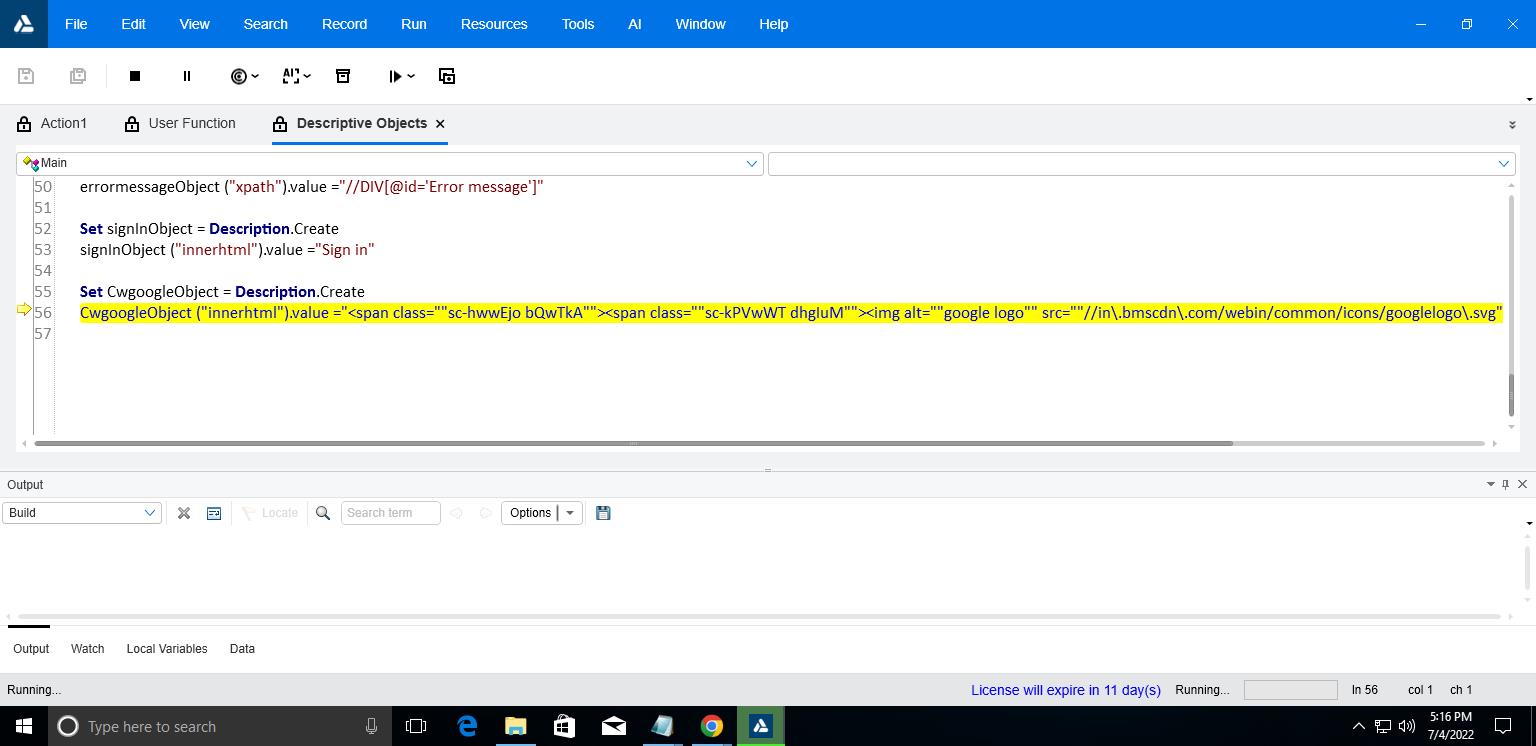 File Edit View Search Record Run Resources Tools AI Window Help
AI
Action1 User Function Descriptive Objects
Main
50 errormessageObject ("xpath").value ="//DIV[@id='Error message']"
51
52 Set signInObject = Description.Create
53 signInObject ("innerhtml").value ="Sign in"
54
55 Set CwgoogleObject = Description.Create
56 CwgoogleObject ("innerhtml").value ="<span class=""sc-hwwEjo bQwTkA""><span class=""sc-kPVwWT dhgluM""><img alt=""google logo"" src=""//in\.bmscdn\.com/webin/common/icons/googlelogo\.svg"
57
Output
Build Locate Search term Options
Output Watch Local Variables Data
Running... License will expire in 11 day(s) Running... ln 56 col 1 ch 1
Type here to search
5:16 PM
7/4/2022